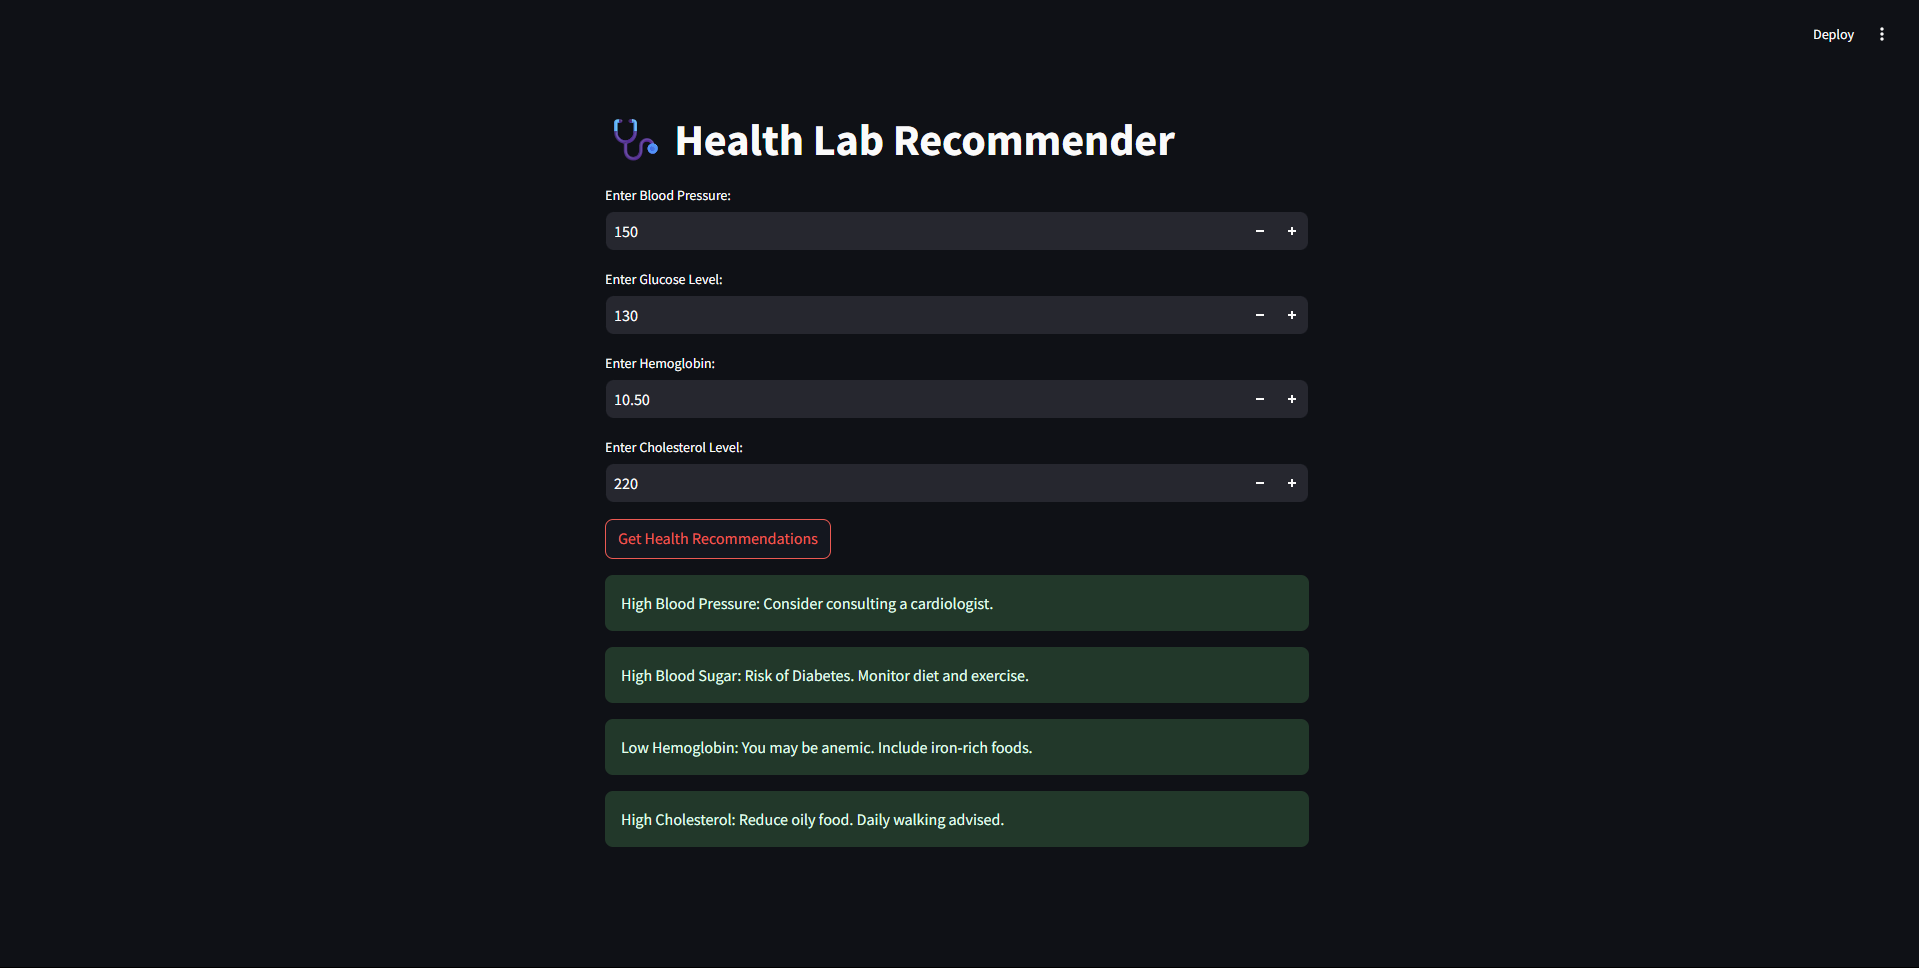 Deploy
Health Lab Recommender
Enter Blood Pressure:
150
Enter Glucose Level:
130
Enter Hemoglobin:
10.50
Enter Cholesterol Level:
220
Get Health Recommendations
High Blood Pressure: Consider consulting a cardiologist.
High Blood Sugar: Risk of Diabetes. Monitor diet and exercise.
Low Hemoglobin: You may be anemic. Include iron-rich foods.
High Cholesterol: Reduce oily food. Daily walking advised.